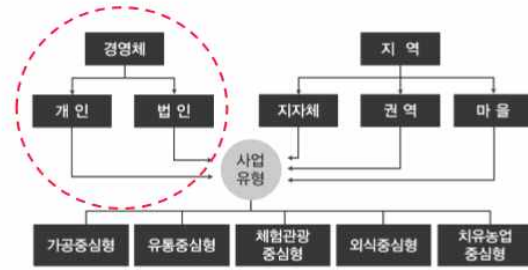 경영체
지 역
개 인
법 인
지자체
권 역
마 을
사업
유형
가공중심형
유통중심형
체험관광
중심형
외식중심형
치유농업
중심형